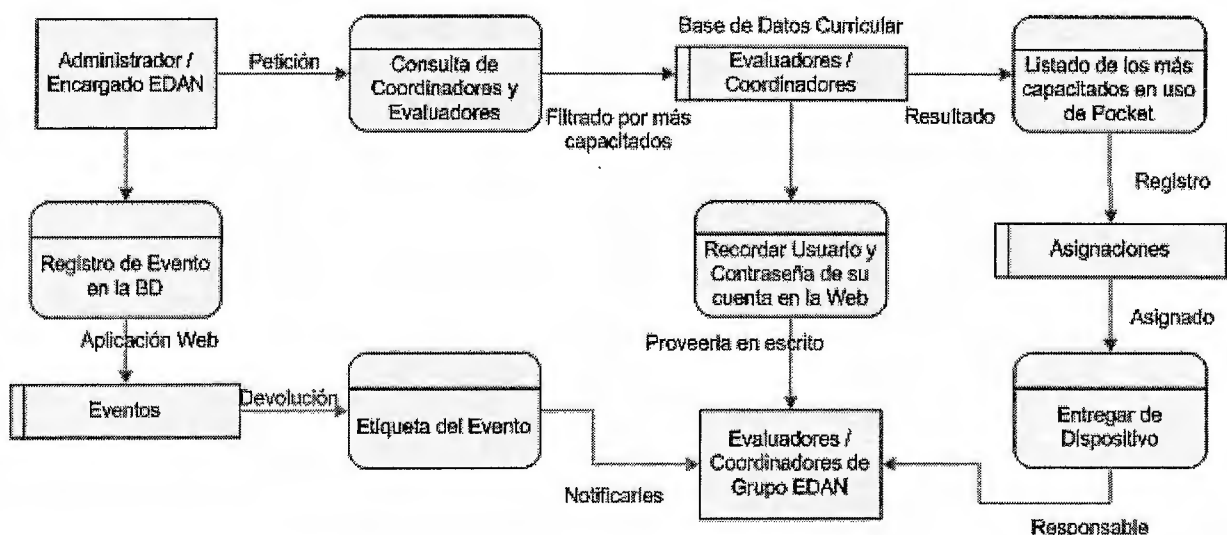 Administrador /
Encargado EDAN
Petición
Consulta de
Coordinadores y
Evaluadores
Filtrado por más
capacitados
Base de Datos Curricular
Evaluadores /
Coordinadores
Resultado
Listado de los más
capacitados en uso
de Pocket
Registro
Asignaciones
Asignado
Entregar de
Dispositivo
Responsable
Registro de Evento
en la BD
Aplicación Web
Eventos
Devolución
Etiqueta del Evento
Notificarles
Recordar Usuario y
Contraseña de su
cuenta en la Web
Proveerla en escrito
Evaluadores /
Coordinadores de
Grupo EDAN